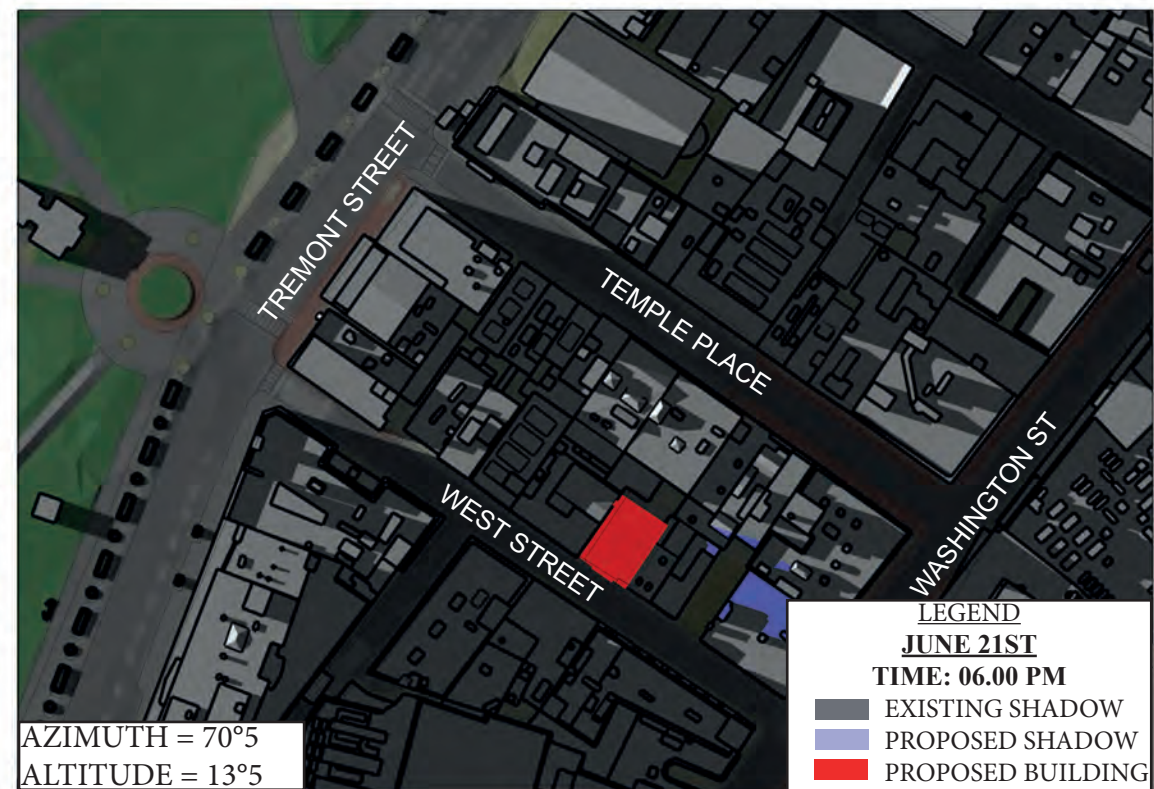 TREMONT STREET
TEMPLE PLACE
WEST STREET
WASHINGTON ST
LEGEND
JUNE 21ST
TIME: 06.00 PM
EXISTING SHADOW
PROPOSED SHADOW
PROPOSED BUILDING
AZIMUTH = 70°5
ALTITUDE = 13°5